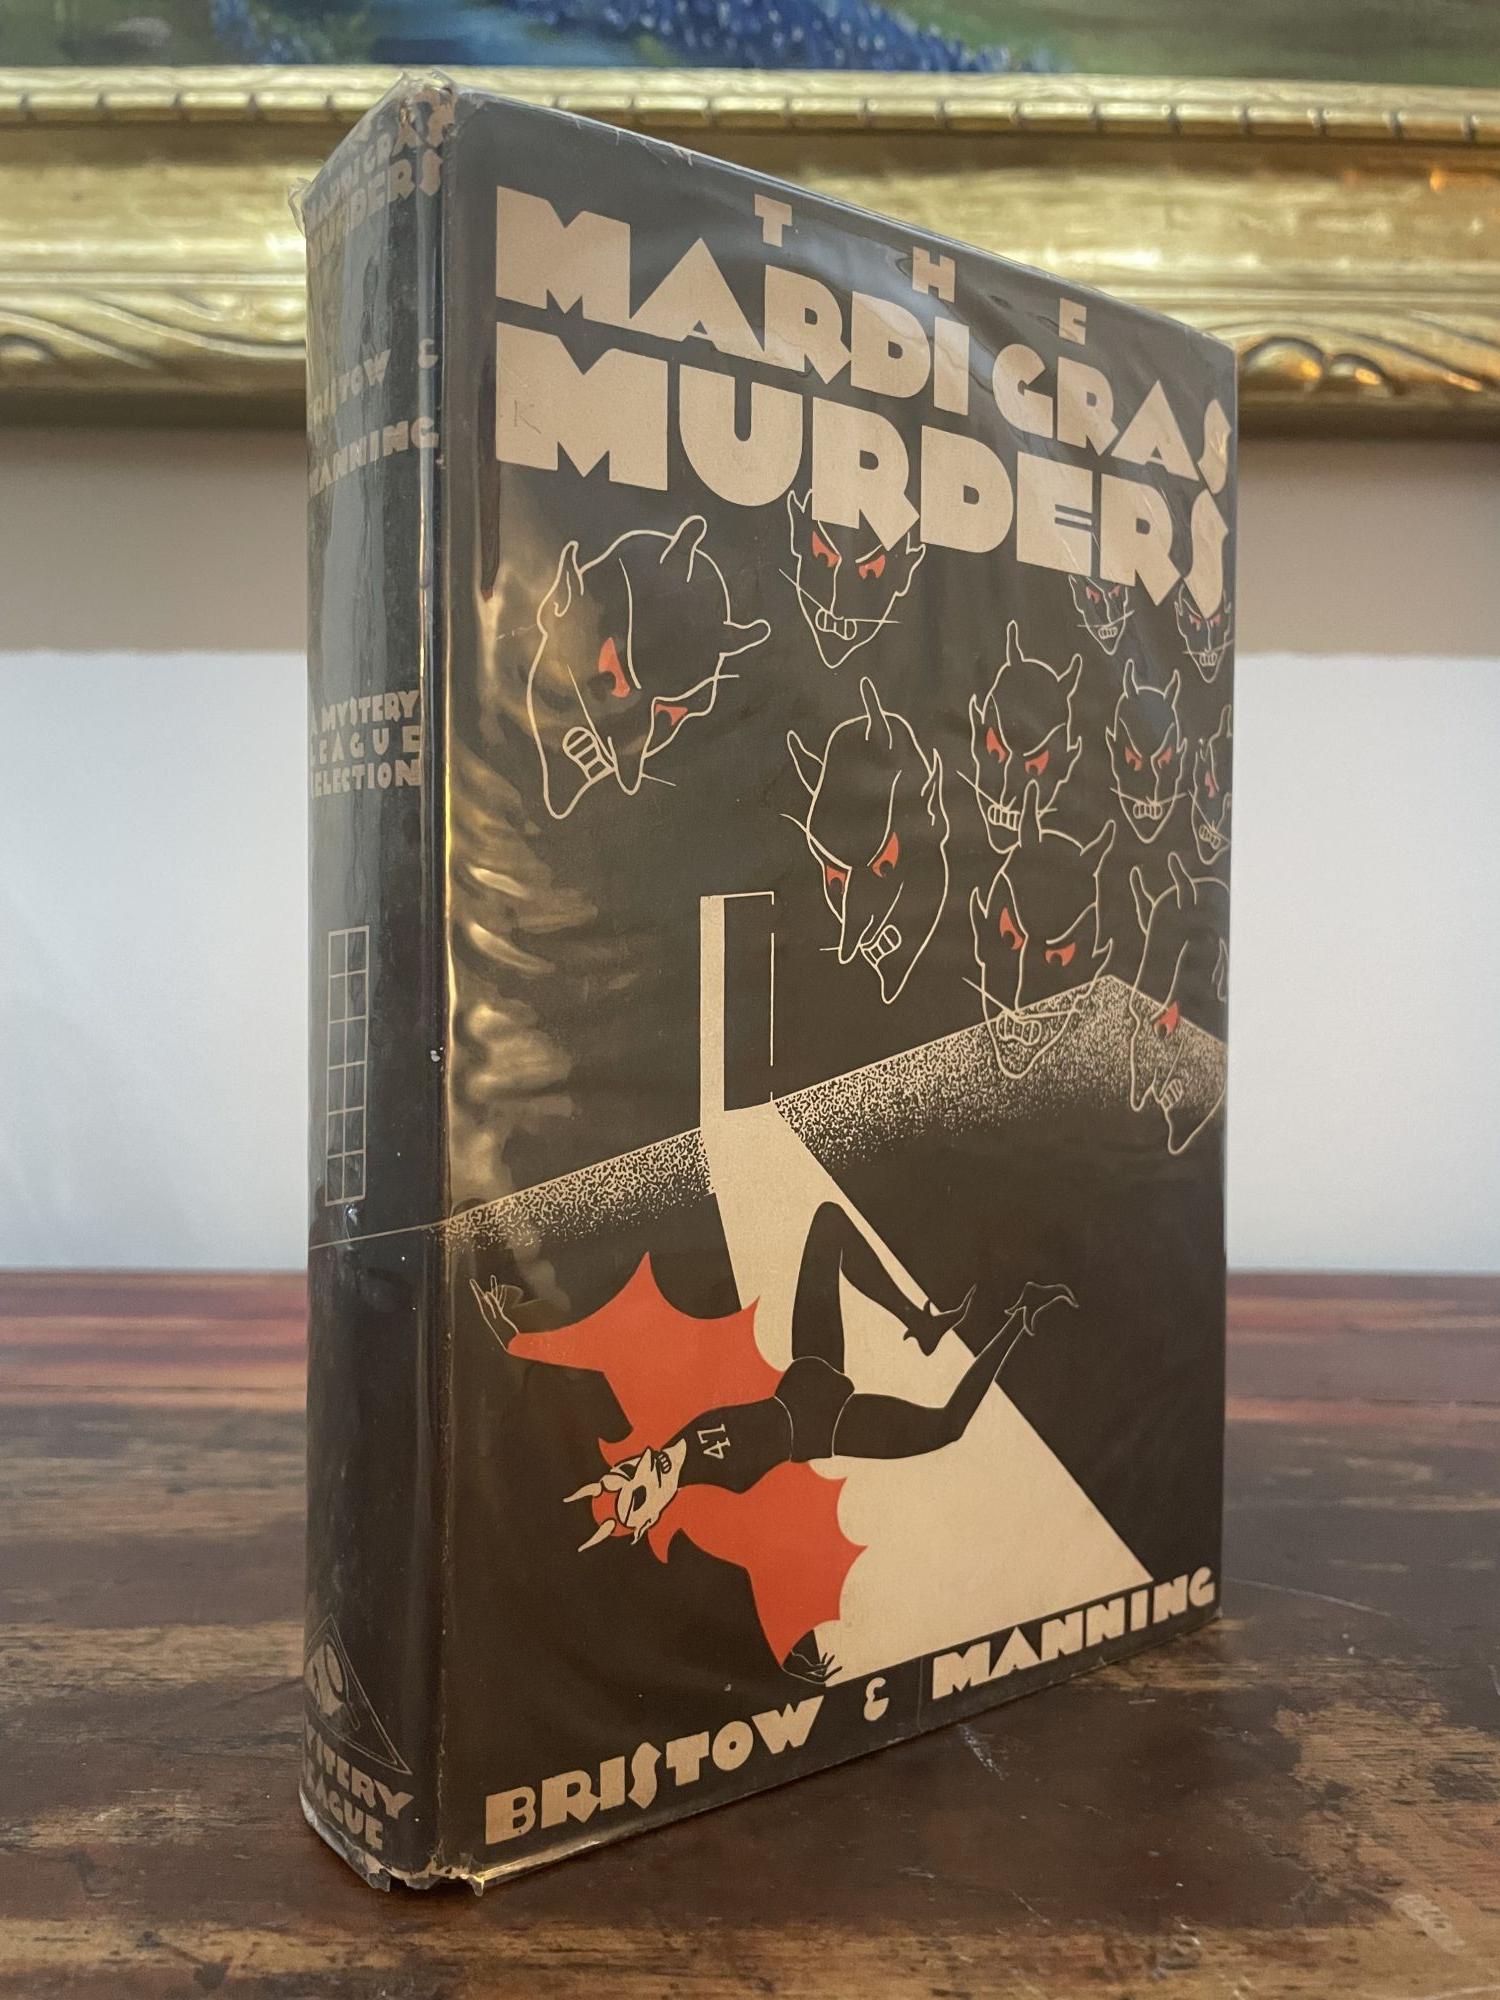 THE
MARDI GRAS
MURDERS
K
47
BRISTOW & MANNING
MARDI GRAS
MURDERS
BRISTOW &
MANNING
A MYSTERY
LEAGUE
SELECTION
MYSTERY
LEAGUE